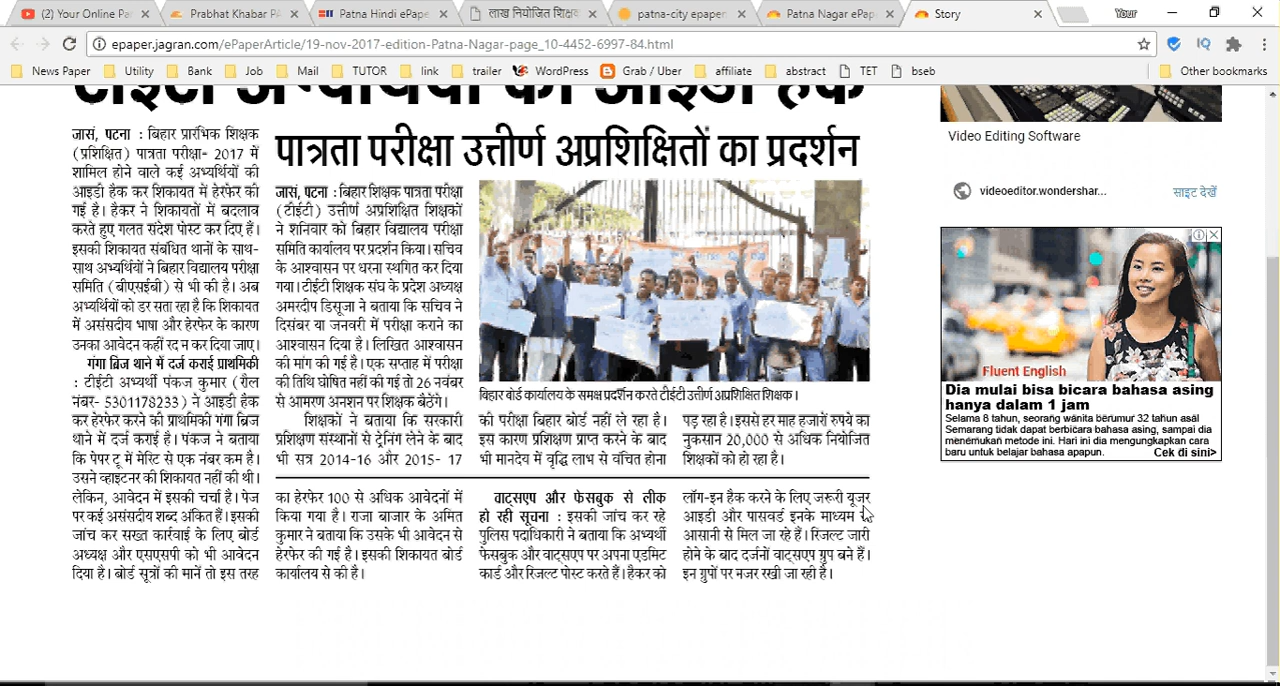 (2) Your Online Pa
Prabhat Khabar PA
Patna Hindi ePape
लाख नियोजित शिक्षक
patna-city epaper
Patna Nagar ePap
Story
Your
epaper.jagran.com/ePaperArticle/19-nov-2017-edition-Patna-Nagar-page_10-4452-6997-84.html
News Paper
Utility
Bank
Job
Mail
TUTOR
link
trailer
WordPress
Grab / Uber
affiliate
abstract
TET
bseb
Other bookmarks
टीईटी अभ्यर्थियों की आइडी हैक
जासं, पटना : बिहार प्रारंभिक शिक्षक
(प्रशिक्षित) पात्रता परीक्षा- 2017 में
शामिल होने वाले कई अभ्यर्थियों की
आइडी हैक कर शिकायत में हेरफेर की
गई है। हैकर ने शिकायतों में बदलाव
करते हुए गलत संदेश पोस्ट कर दिए हैं।
इसकी शिकायत संबंधित थानों के साथ-
साथ अभ्यर्थियों ने बिहार विद्यालय परीक्षा
समिति (बीएसईबी) से भी की है। अब
अभ्यर्थियों को डर सता रहा है कि शिकायत
में असंसदीय भाषा और हेरफेर के कारण
उनका आवेदन कहीं रद न कर दिया जाए।
गंगा ब्रिज थाने में दर्ज कराई प्राथमिकी
: टीईटी अभ्यर्थी पंकज कुमार (रौल
नंबर- 5301178233) ने आइडी हैक
कर हेरफेर करने की प्राथमिकी गंगा ब्रिज
थाने में दर्ज कराई है। पंकज ने बताया
कि पेपर टू में मेरिट से एक नंबर कम है।
उसने व्हाइटनर की शिकायत नहीं की थी।
लेकिन, आवेदन में इसकी चर्चा है। पेज
पर कई असंसदीय शब्द अंकित हैं। इसकी
जांच कर सख्त कार्रवाई के लिए बोर्ड
अध्यक्ष और एसएसपी को भी आवेदन
दिया है। बोर्ड सूत्रों की मानें तो इस तरह
पात्रता परीक्षा उत्तीर्ण अप्रशिक्षितों का प्रदर्शन
जासं, पटना : बिहार शिक्षक पात्रता परीक्षा
(टीईटी) उत्तीर्ण अप्रशिक्षित शिक्षकों
ने शनिवार को बिहार विद्यालय परीक्षा
समिति कार्यालय पर प्रदर्शन किया। सचिव
के आश्वासन पर धरना स्थगित कर दिया
गया। टीईटी शिक्षक संघ के प्रदेश अध्यक्ष
अमरदीप डिसूजा ने बताया कि सचिव ने
दिसंबर या जनवरी में परीक्षा कराने का
आश्वासन दिया है। लिखित आश्वासन
की मांग की गई है। एक सप्ताह में परीक्षा
की तिथि घोषित नहीं की गई तो 26 नवंबर
से आमरण अनशन पर शिक्षक बैठेंगे।
शिक्षकों ने बताया कि सरकारी
प्रशिक्षण संस्थानों से ट्रेनिंग लेने के बाद
भी सत्र 2014-16 और 2015- 17
बिहार बोर्ड कार्यालय के समक्ष प्रदर्शन करते टीईटी उत्तीर्ण अप्रशिक्षित शिक्षक।
की परीक्षा बिहार बोर्ड नहीं ले रहा है।
इस कारण प्रशिक्षण प्राप्त करने के बाद
भी मानदेय में वृद्धि लाभ से वंचित होना
पड़ रहा है। इससे हर माह हजारों रुपये का
नुकसान 20,000 से अधिक नियोजित
शिक्षकों को हो रहा है।
का हेरफेर 100 से अधिक आवेदनों में
किया गया है। राजा बाजार के अमित
कुमार ने बताया कि उसके भी आवेदन से
हेरफेर की गई है। इसकी शिकायत बोर्ड
कार्यालय से की है।
वाट्सएप और फेसबुक से लीक
हो रही सूचना : इसकी जांच कर रहे
पुलिस पदाधिकारी ने बताया कि अभ्यर्थी
फेसबुक और वाट्सएप पर अपना एडमिट
कार्ड और रिजल्ट पोस्ट करते हैं। हैकर को
लॉग-इन हैक करने के लिए जरूरी यूजर
आइडी और पासवर्ड इनके माध्यम से
आसानी से मिल जा रहे हैं। रिजल्ट जारी
होने के बाद दर्जनों वाट्सएप ग्रुप बने हैं।
इन ग्रुपों पर नजर रखी जा रही है।
Video Editing Software
videoeditor.wondershar...
साइट देखें
Fluent English
Dia mulai bisa bicara bahasa asing
hanya dalam 1 jam
Selama 8 tahun, seorang wanita berumur 32 tahun asal
Semarang tidak dapat berbicara bahasa asing, sampai dia
menemukan metode ini. Hari ini dia mengungkapkan cara
baru untuk belajar bahasa apapun.
Cek di sini>